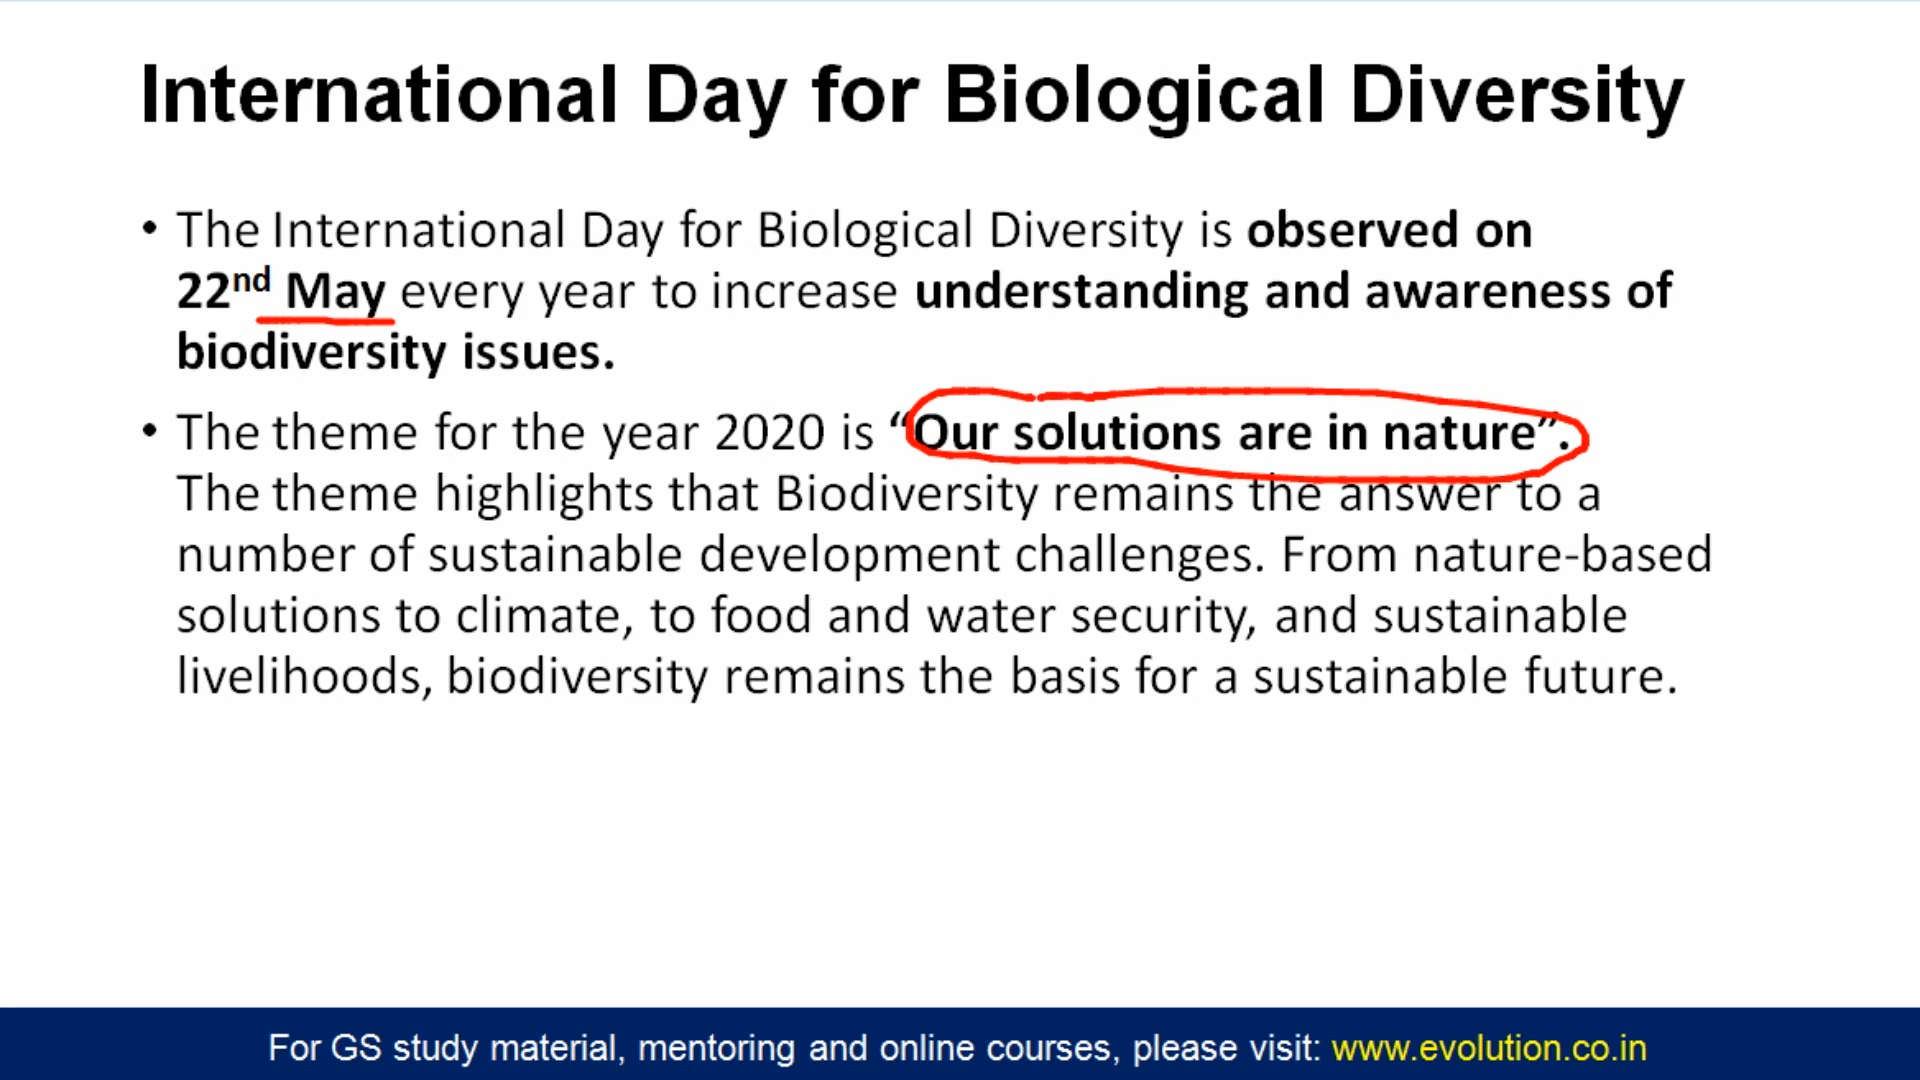 International Day for Biological Diversity
• The International Day for Biological Diversity is observed on
22nd May every year to increase understanding and awareness of
biodiversity issues.
• The theme for the year 2020 is “Our solutions are in nature”.
The theme highlights that Biodiversity remains the answer to a
number of sustainable development challenges. From nature-based
solutions to climate, to food and water security, and sustainable
livelihoods, biodiversity remains the basis for a sustainable future.
For GS study material, mentoring and online courses, please visit: www.evolution.co.in